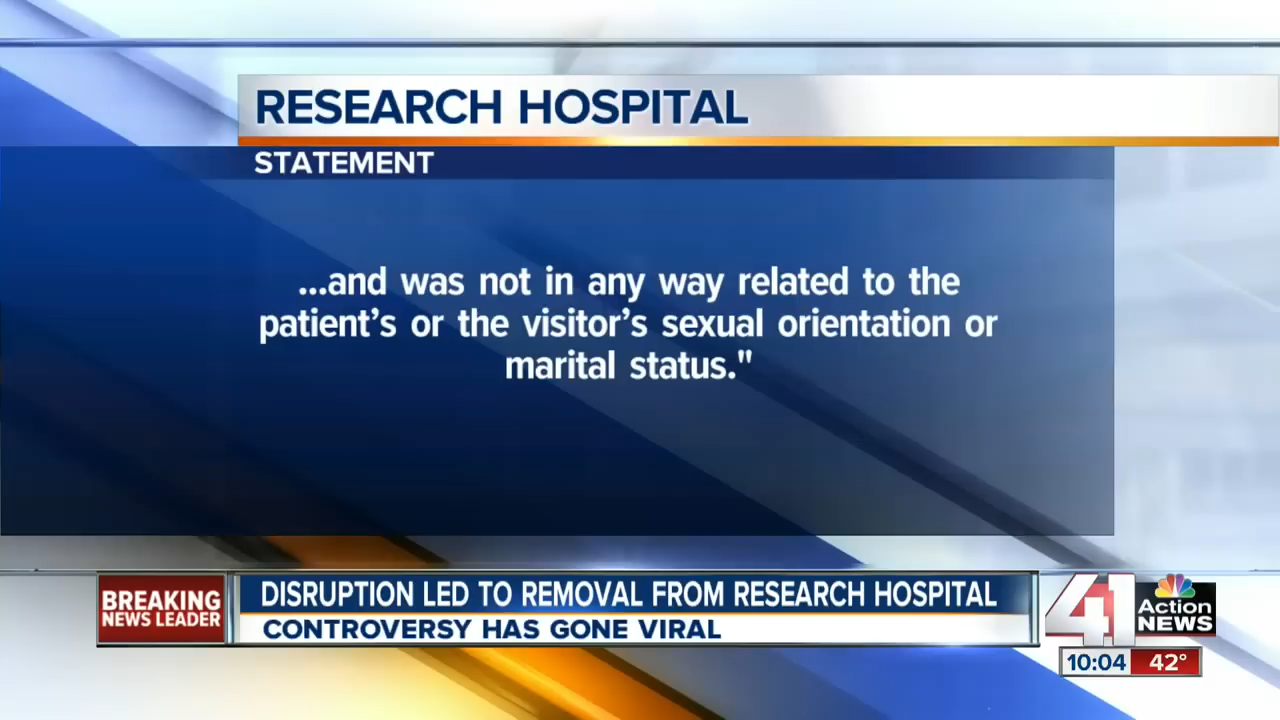 RESEARCH HOSPITAL
STATEMENT
...and was not in any way related to the
patient's or the visitor's sexual orientation or
marital status."
BREAKING
NEWS LEADER
DISRUPTION LED TO REMOVAL FROM RESEARCH HOSPITAL
CONTROVERSY HAS GONE VIRAL
41
Action
NEWS
10:04 42°